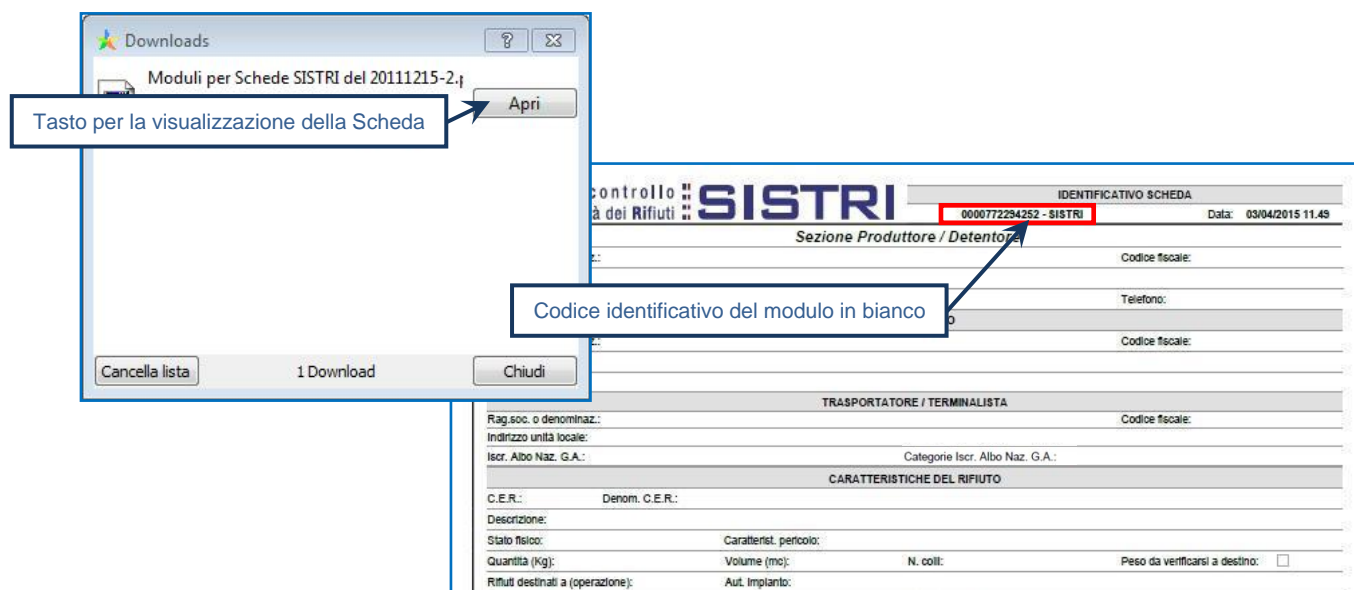 Downloads
Moduli per Schede SISTRI del 20111215-2.p
Apri
Tasto per la visualizzazione della Scheda
Cancella lista
1 Download
Chiudi
controllo
à dei Rifiuti
SISTRI
IDENTIFICATIVO SCHEDA
0000772294252 - SISTRI
Data: 03/04/2015 11.49
Sezione Produttore / Detentore
z.:
Codice fiscale:
Codice identificativo del modulo in bianco
Telefono:
O
z.:
Codice fiscale:
TRASPORTATORE / TERMINALISTA
Rag.soc. o denominaz.:
Codice fiscale:
Indirizzo unità locale:
Iscr. Albo Naz. G.A.:
Categorie Iscr. Albo Naz. G.A.:
CARATTERISTICHE DEL RIFIUTO
C.E.R.:
Denom. C.E.R.:
Descrizione:
Stato fisico:
Caratterist. pericolo:
Quantità (Kg):
Volume (mc):
N. colli:
Peso da verificarsi a destino:
Rifiuti destinati a (operazione):
Aut. Impianto: